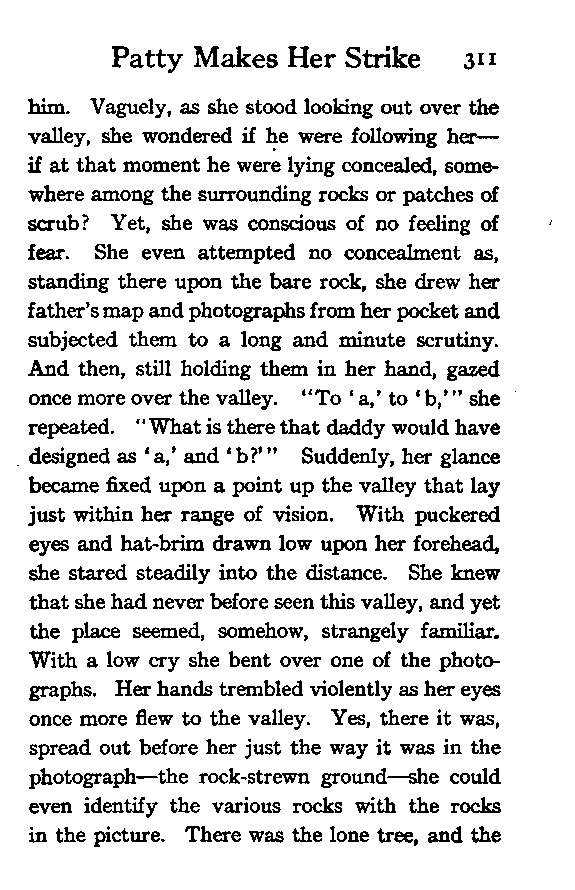 Patty Makes Her Strike 311
him. Vaguely, as she stood looking out over the
valley, she wondered if he were following her—
if at that moment he were lying concealed, some-
where among the surrounding rocks or patches of
scrub? Yet, she was conscious of no feeling of
fear. She even attempted no concealment as,
standing there upon the bare rock, she drew her
father's map and photographs from her pocket and
subjected them to a long and minute scrutiny.
And then, still holding them in her hand, gazed
once more over the valley. "To 'a,' to 'b,'" she
repeated. "What is there that daddy would have
designed as 'a,' and 'b?'" Suddenly, her glance
became fixed upon a point up the valley that lay
just within her range of vision. With puckered
eyes and hat-brim drawn low upon her forehead,
she stared steadily into the distance. She knew
that she had never before seen this valley, and yet
the place seemed, somehow, strangely familiar.
With a low cry she bent over one of the photo-
graphs. Her hands trembled violently as her eyes
once more flew to the valley. Yes, there it was,
spread out before her just the way it was in the
photograph—the rock-strewn ground—she could
even identify the various rocks with the rocks
in the picture. There was the lone tree, and the